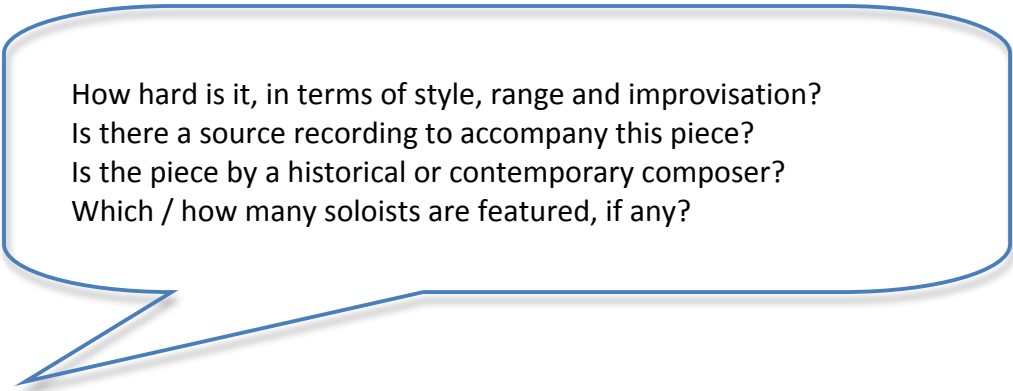 How hard is it, in terms of style, range and improvisation?
Is there a source recording to accompany this piece?
Is the piece by a historical or contemporary composer?
Which / how many soloists are featured, if any?